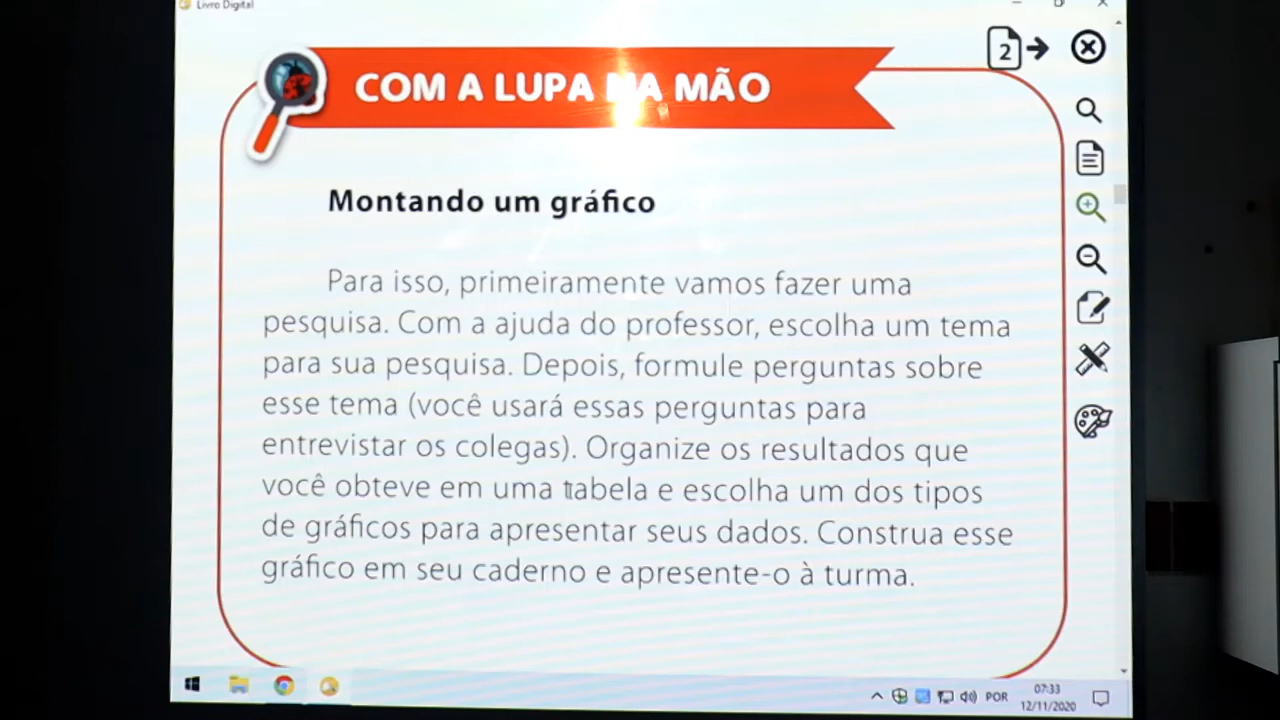 Livro Digital
2
COM A LUPA NA MÃO
Montando um gráfico
Para isso, primeiramente vamos fazer uma
pesquisa. Com a ajuda do professor, escolha um tema
para sua pesquisa. Depois, formule perguntas sobre
esse tema (você usará essas perguntas para
entrevistar os colegas). Organize os resultados que
você obteve em uma tabela e escolha um dos tipos
de gráficos para apresentar seus dados. Construa esse
gráfico em seu caderno e apresente-o à turma.
POR
07:33
12/11/2020